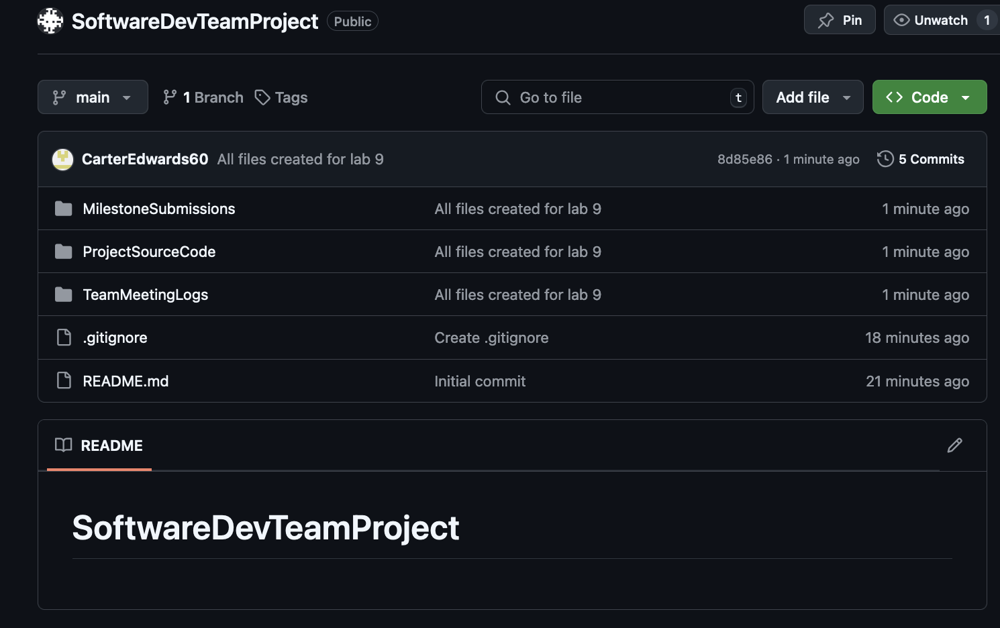 SoftwareDevTeamProject Public Pin Unwatch 1
main 1 Branch Tags Go to file t Add file Code
CarterEdwards60 All files created for lab 9 8d85e86 · 1 minute ago 5 Commits
MilestoneSubmissions All files created for lab 9 1 minute ago
ProjectSourceCode All files created for lab 9 1 minute ago
TeamMeetingLogs All files created for lab 9 1 minute ago
.gitignore Create .gitignore 18 minutes ago
README.md Initial commit 21 minutes ago
README
SoftwareDevTeamProject